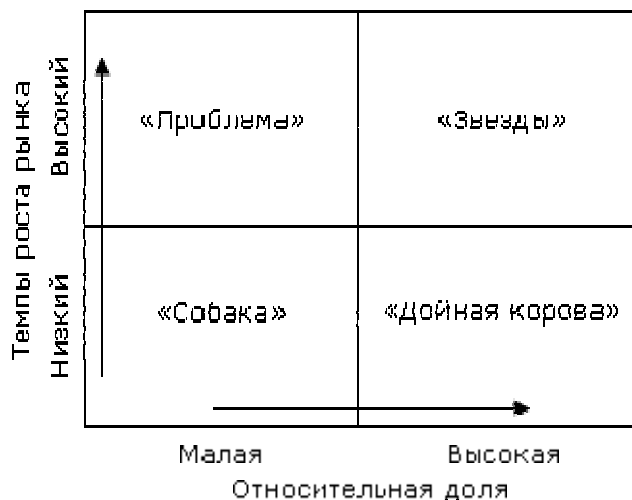 Темпы роста рынка
Высокий
Низкий
«Приблема»
«Звезды»
«Собака»
«Дойная корова»
Малая
Высокая
Относительная доля